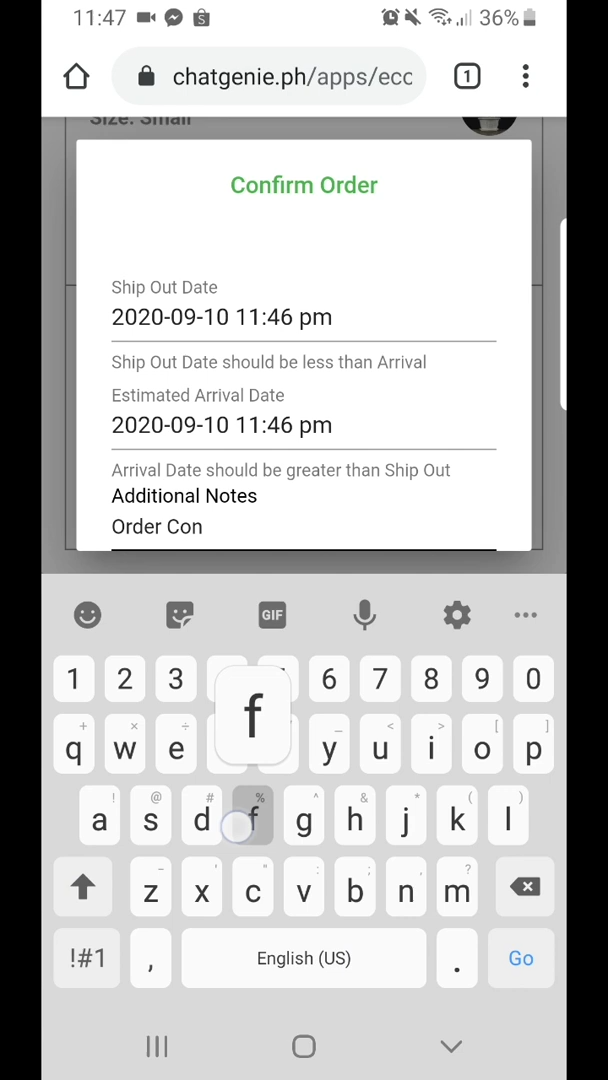 11:47 36%
chatgenie.ph/apps/ecc 1
Size: Small
Confirm Order
Ship Out Date
2020-09-10 11:46 pm
Ship Out Date should be less than Arrival
Estimated Arrival Date
2020-09-10 11:46 pm
Arrival Date should be greater than Ship Out
Additional Notes
Order Con
GIF
1 2 3 6 7 8 9 0
f
+ × ÷ _ < > [ ]
q w e y u i o p
! @ # % ^ & * ( )
a s d f g h j k l
- ' " : ; , ?
z x c v b n m
!#1 , English (US) . Go